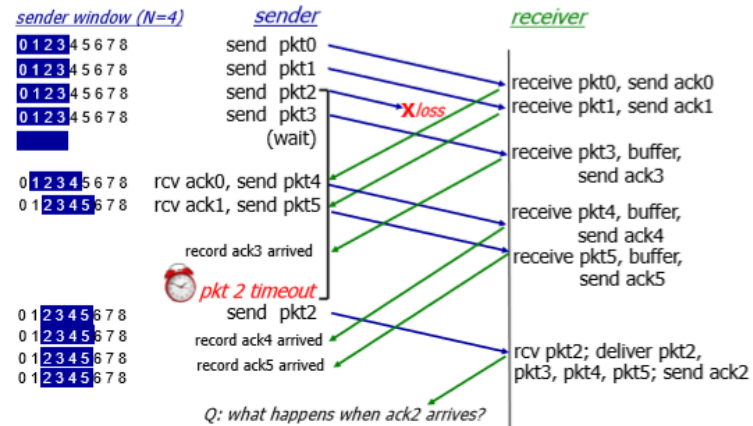 sender window (N=4) sender receiver
0 1 2 3 4 5 6 7 8 send pkt0
0 1 2 3 4 5 6 7 8 send pkt1
0 1 2 3 4 5 6 7 8 send pkt2
0 1 2 3 4 5 6 7 8 send pkt3
(wait)
X loss
receive pkt0, send ack0
receive pkt1, send ack1
receive pkt3, buffer,
send ack3
0 1 2 3 4 5 6 7 8 rcv ack0, send pkt4
0 1 2 3 4 5 6 7 8 rcv ack1, send pkt5
receive pkt4, buffer,
send ack4
receive pkt5, buffer,
send ack5
record ack3 arrived
pkt 2 timeout
0 1 2 3 4 5 6 7 8 send pkt2
0 1 2 3 4 5 6 7 8 record ack4 arrived
0 1 2 3 4 5 6 7 8 record ack5 arrived
0 1 2 3 4 5 6 7 8
rcv pkt2; deliver pkt2,
pkt3, pkt4, pkt5; send ack2
Q: what happens when ack2 arrives?